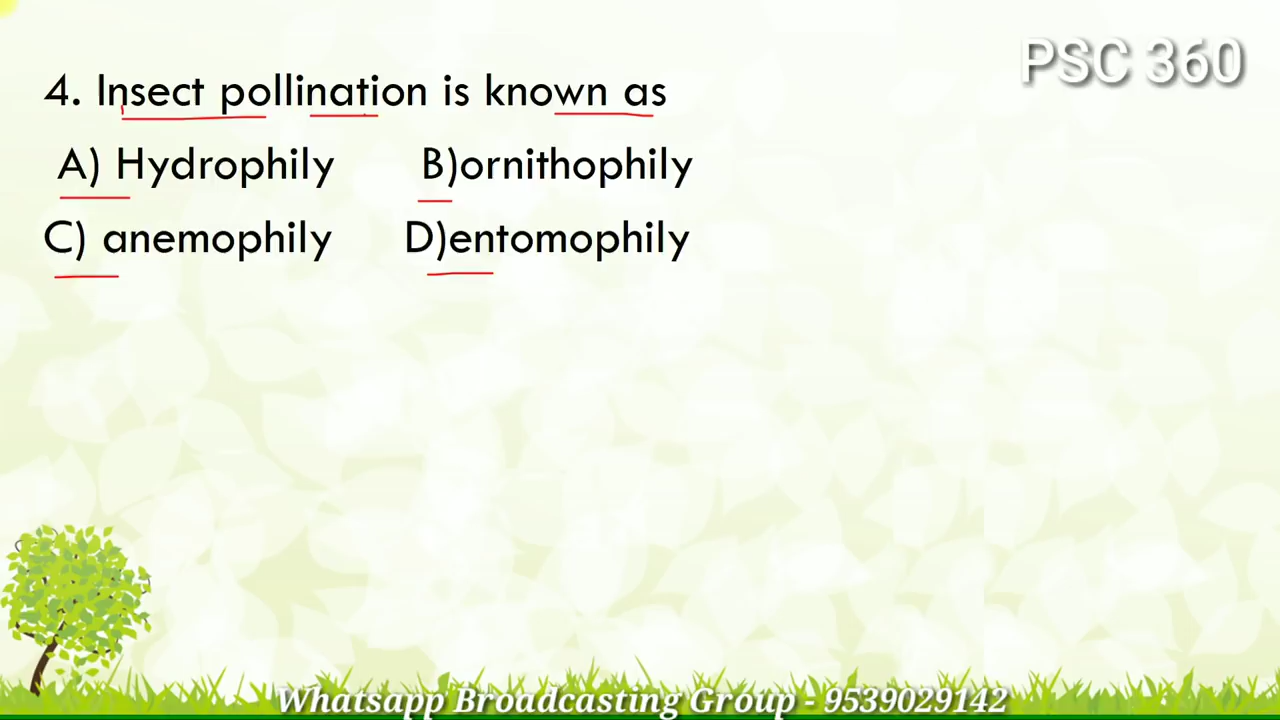 PSC 360
4. Insect pollination is known as
A) Hydrophily B)ornithophily
C) anemophily D)entomophily
Whatsapp Broadcasting Group - 9539029142